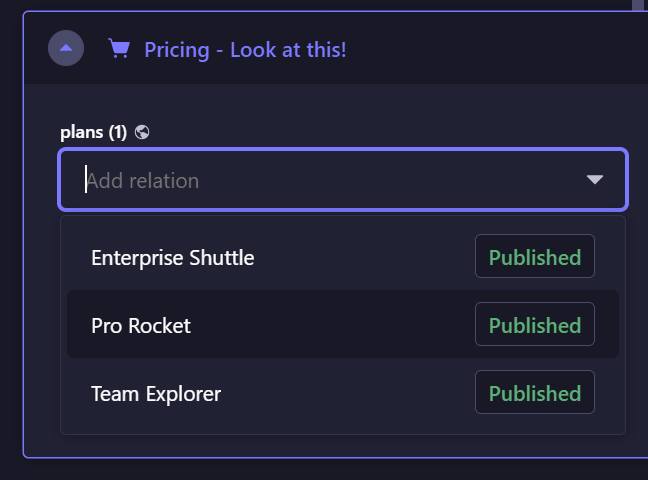 Pricing - Look at this!
plans (1)
Add relation
Enterprise Shuttle Published
Pro Rocket Published
Team Explorer Published